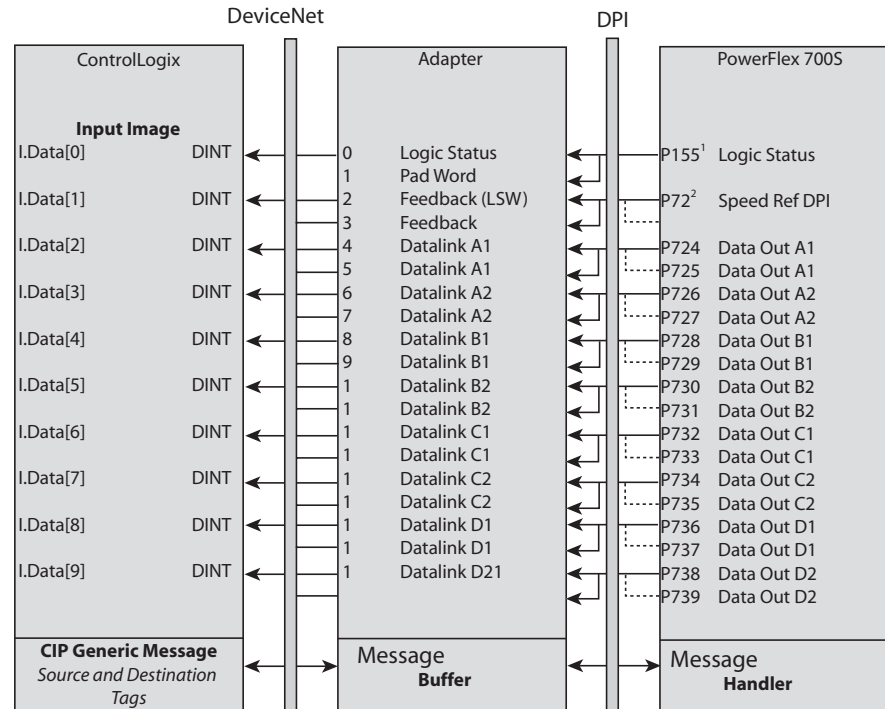 DeviceNet DPI
ControlLogix Adapter PowerFlex 700S
Input Image
I.Data[0] DINT 0 Logic Status P155¹ Logic Status
1 Pad Word
I.Data[1] DINT 2 Feedback (LSW) P72² Speed Ref DPI
3 Feedback
I.Data[2] DINT 4 Datalink A1 P724 Data Out A1
5 Datalink A1 P725 Data Out A1
I.Data[3] DINT 6 Datalink A2 P726 Data Out A2
7 Datalink A2 P727 Data Out A2
I.Data[4] DINT 8 Datalink B1 P728 Data Out B1
9 Datalink B1 P729 Data Out B1
I.Data[5] DINT 1 Datalink B2 P730 Data Out B2
1 Datalink B2 P731 Data Out B2
I.Data[6] DINT 1 Datalink C1 P732 Data Out C1
1 Datalink C1 P733 Data Out C1
I.Data[7] DINT 1 Datalink C2 P734 Data Out C2
1 Datalink C2 P735 Data Out C2
I.Data[8] DINT 1 Datalink D1 P736 Data Out D1
1 Datalink D1 P737 Data Out D1
I.Data[9] DINT 1 Datalink D21 P738 Data Out D2
P739 Data Out D2
CIP Generic Message Message Message
Source and Destination Buffer Handler
Tags